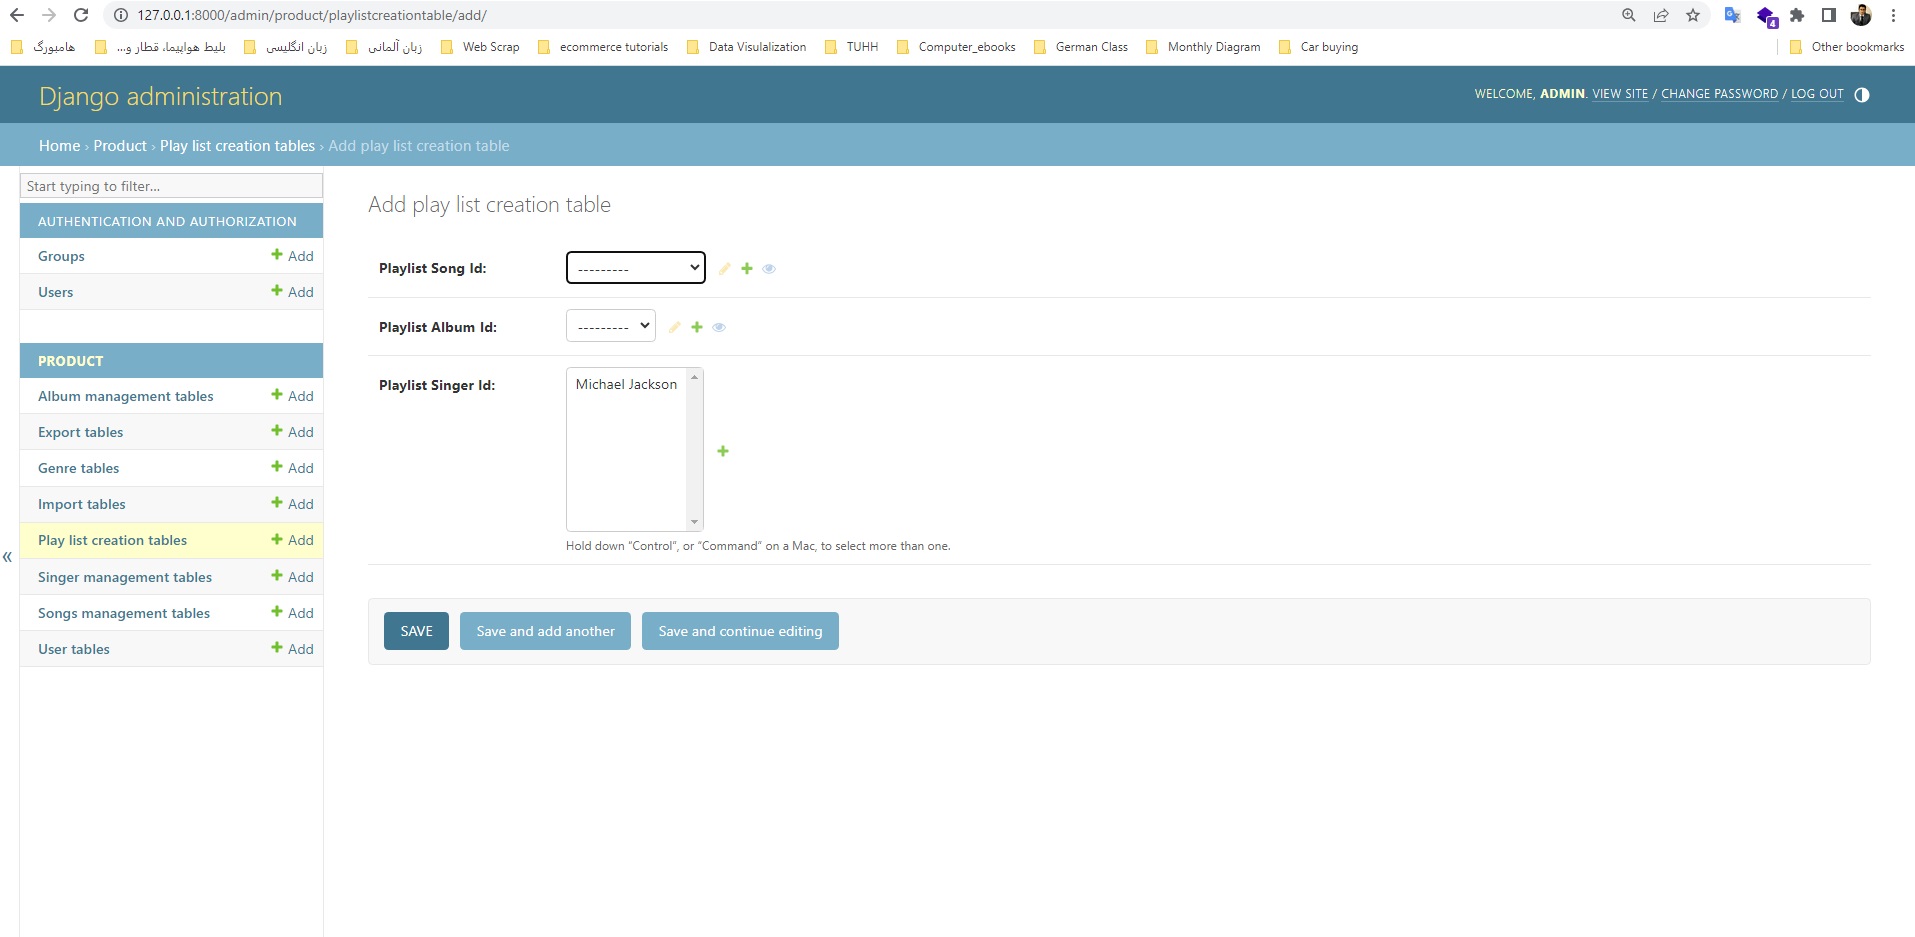 127.0.0.1:8000/admin/product/playlistcreationtable/add/
4
هامبورگ بلیط هواپیما، قطار و... زبان انگلیسی زبان آلمانی Web Scrap ecommerce tutorials Data Visulalization TUHH Computer_ebooks German Class Monthly Diagram Car buying Other bookmarks
Django administration
WELCOME, ADMIN. VIEW SITE / CHANGE PASSWORD / LOG OUT
Home › Product › Play list creation tables › Add play list creation table
Start typing to filter...
AUTHENTICATION AND AUTHORIZATION
Groups + Add
Users + Add
PRODUCT
Album management tables + Add
Export tables + Add
Genre tables + Add
Import tables + Add
Play list creation tables + Add
Singer management tables + Add
Songs management tables + Add
User tables + Add
«
Add play list creation table
Playlist Song Id: ---------
Playlist Album Id: ---------
Playlist Singer Id: Michael Jackson
Hold down “Control”, or “Command” on a Mac, to select more than one.
SAVE Save and add another Save and continue editing